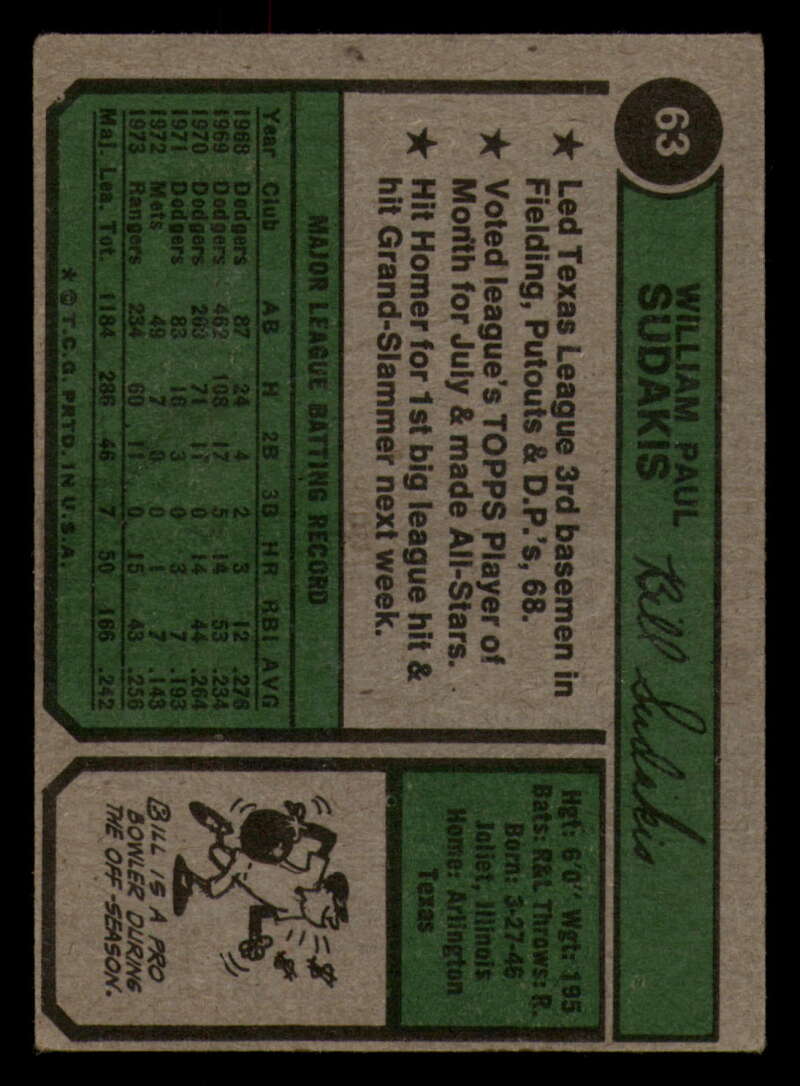 63
WILLIAM PAUL
SUDAKIS
Bill Sudakis
★ Led Texas League 3rd basemen in
Fielding, Putouts & D.P.'s, 68.
★ Voted league's TOPPS Player of
Month for July & made All-Stars.
★ Hit Homer for 1st big league hit &
hit Grand-Slammer next week.
MAJOR LEAGUE BATTING RECORD
Year Club AB H 2B 3B HR RBI AVG
1968 Dodgers 87 24 4 2 3 12 .276
1969 Dodgers 462 108 17 5 14 53 .234
1970 Dodgers 269 71 11 0 14 44 .264
1971 Dodgers 83 16 3 0 3 7 .193
1972 Mets 49 7 0 0 1 7 .143
1973 Rangers 234 60 11 0 15 43 .256
Maj. Lea. Tot. 1184 286 46 7 50 166 .242
* © T.C.G. PRTD. IN U.S.A.
Hgt: 6'0" Wgt: 195
Bats: R&L Throws: R.
Born: 3-27-46
Joliet, Illinois
Home: Arlington
Texas
BILL IS A PRO
BOWLER DURING
THE OFF-SEASON.